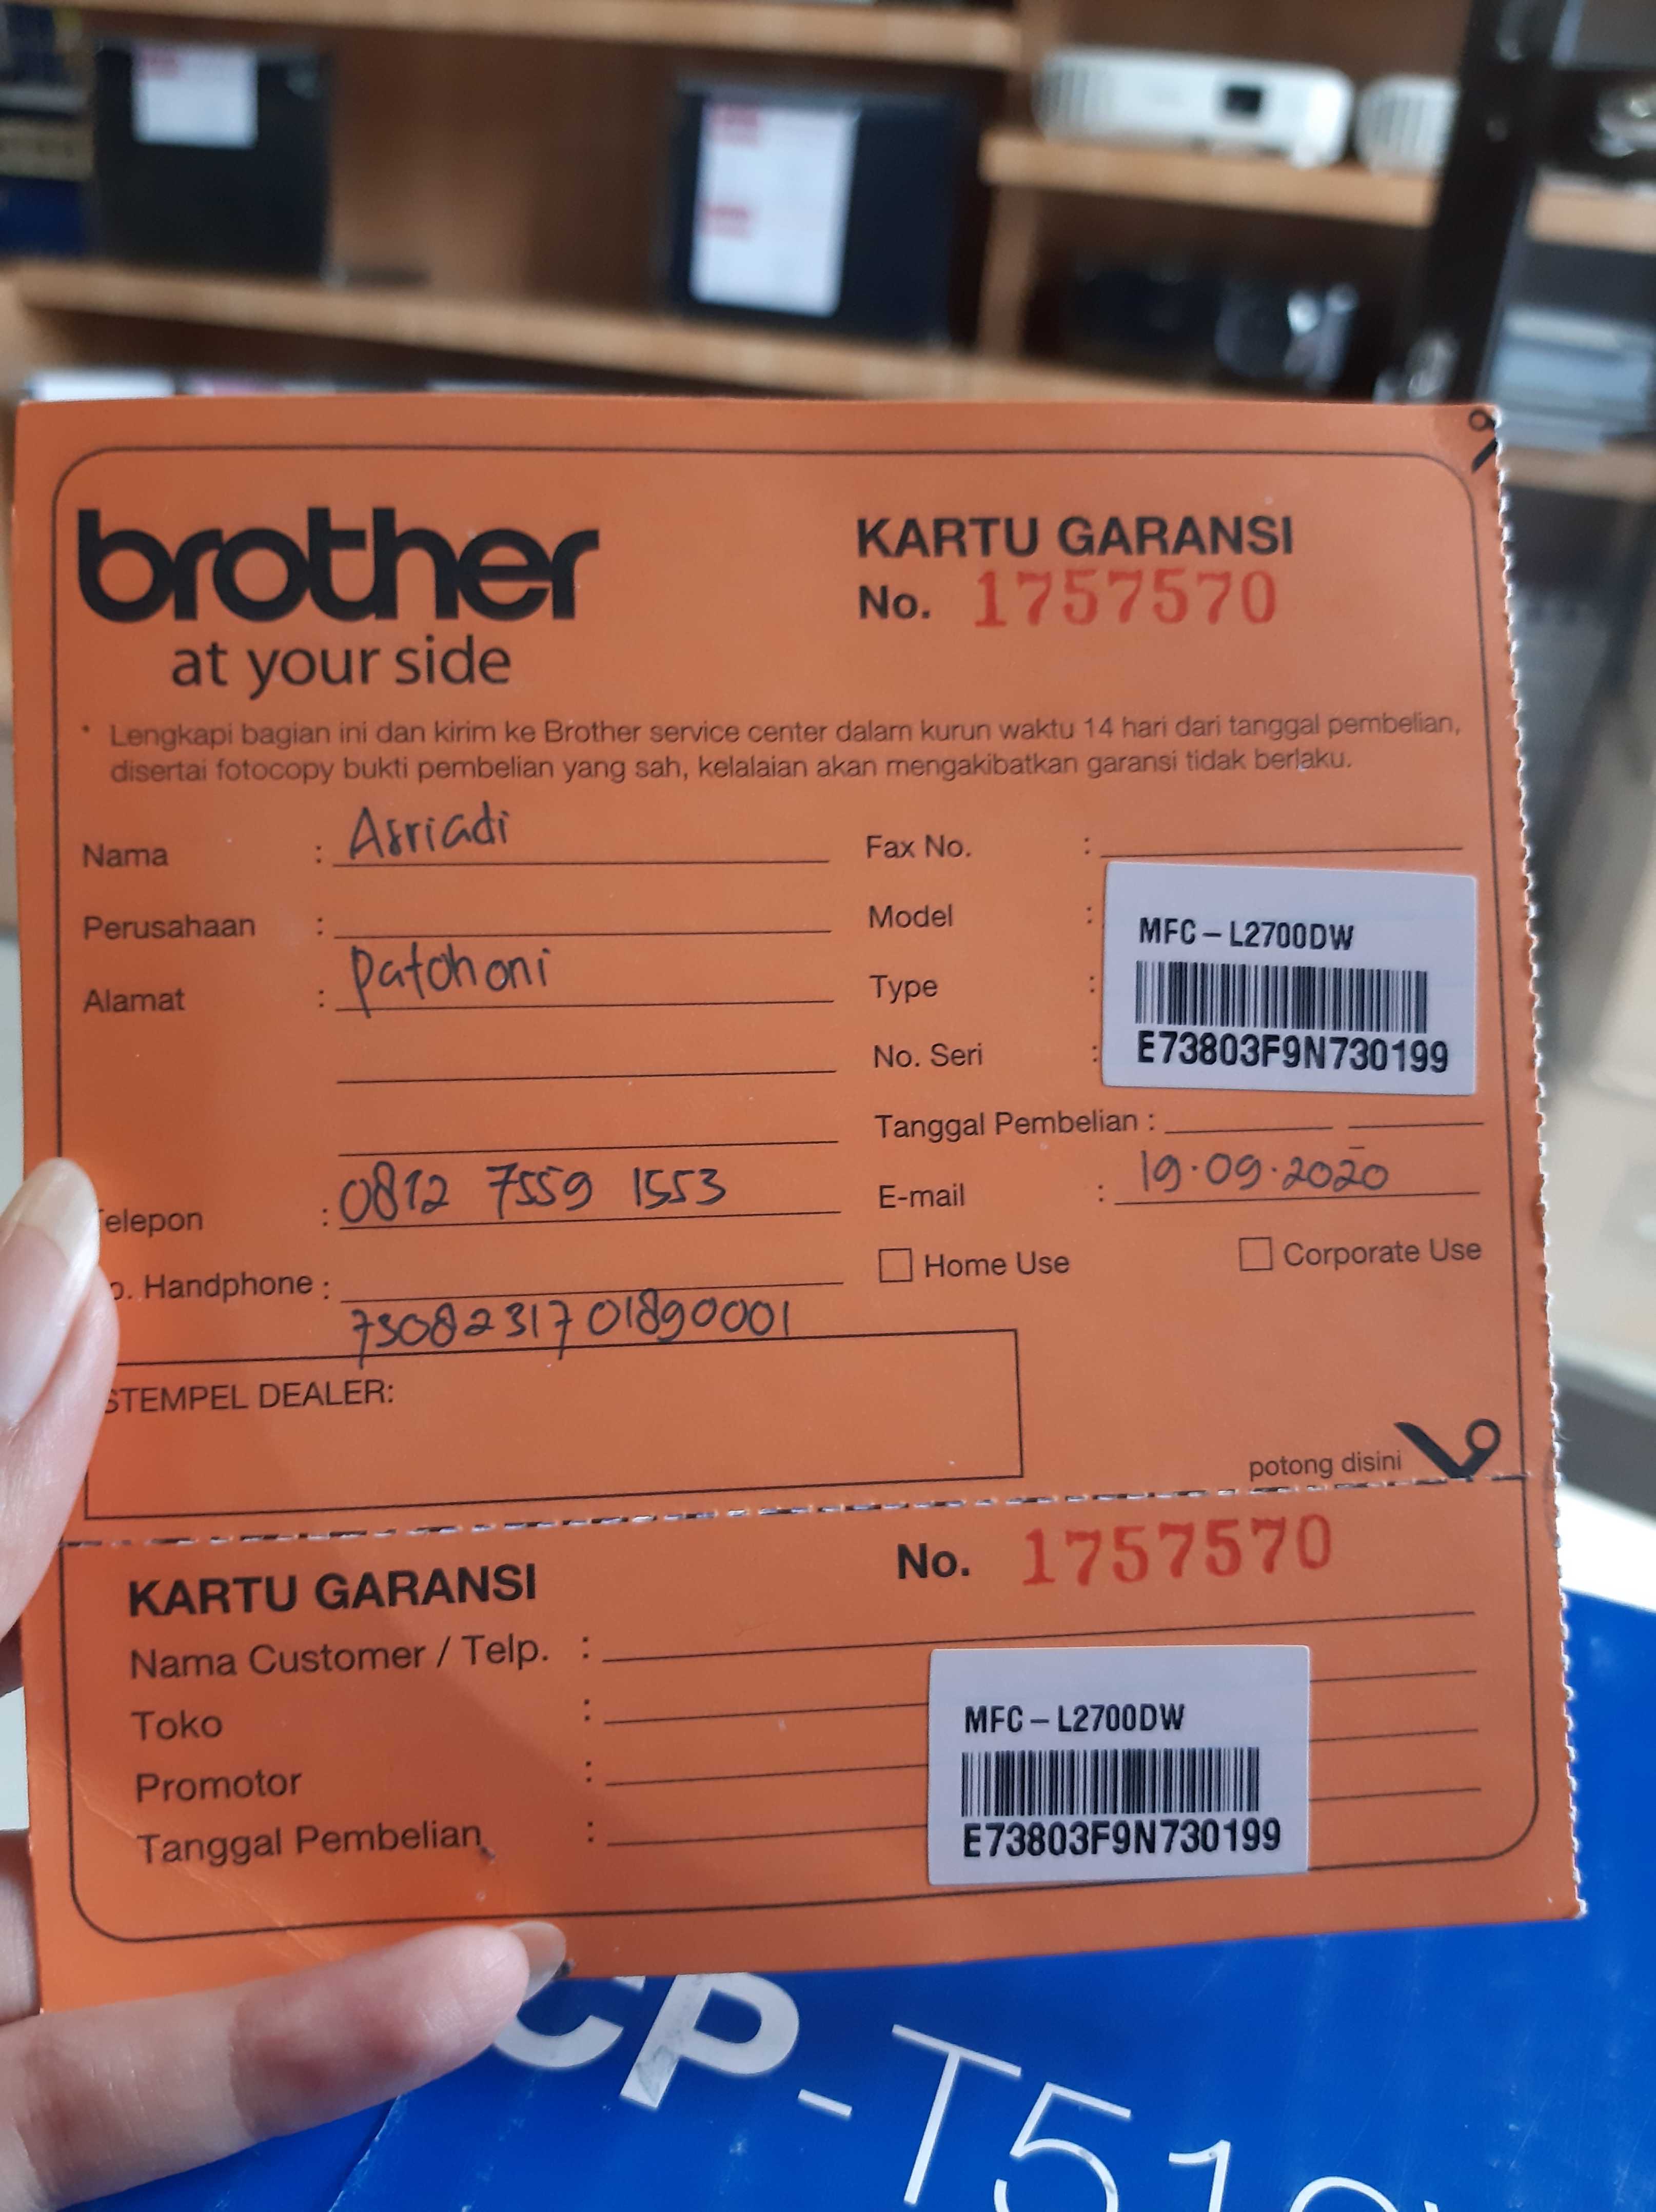 brother
at your side
KARTU GARANSI
No. 1757570
* Lengkapi bagian ini dan kirim ke Brother service center dalam kurun waktu 14 hari dari tanggal pembelian,
disertai fotocopy bukti pembelian yang sah, kelalaian akan mengakibatkan garansi tidak berlaku.
Nama : Asriadi
Perusahaan :
Alamat : Patohoni
elepon : 0812 7559 1553
o. Handphone :
7308231701890001
Fax No. :
Model : MFC-L2700DW
Type :
No. Seri : E73803F9N730199
Tanggal Pembelian :
E-mail : 19.09.2020
Home Use Corporate Use
STEMPEL DEALER:
potong disini
KARTU GARANSI
No. 1757570
Nama Customer / Telp. :
Toko :
Promotor :
Tanggal Pembelian :
MFC-L2700DW
E73803F9N730199
CP-T51